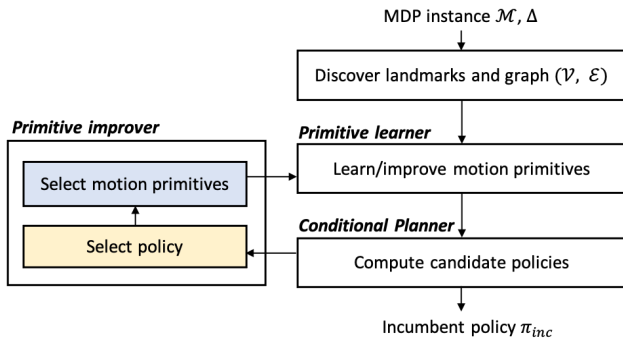 MDP instance ℳ, Δ
Discover landmarks and graph (𝒱, ℰ)
Primitive improver
Primitive learner
Select motion primitives
Learn/improve motion primitives
Conditional Planner
Select policy
Compute candidate policies
Incumbent policy π_inc